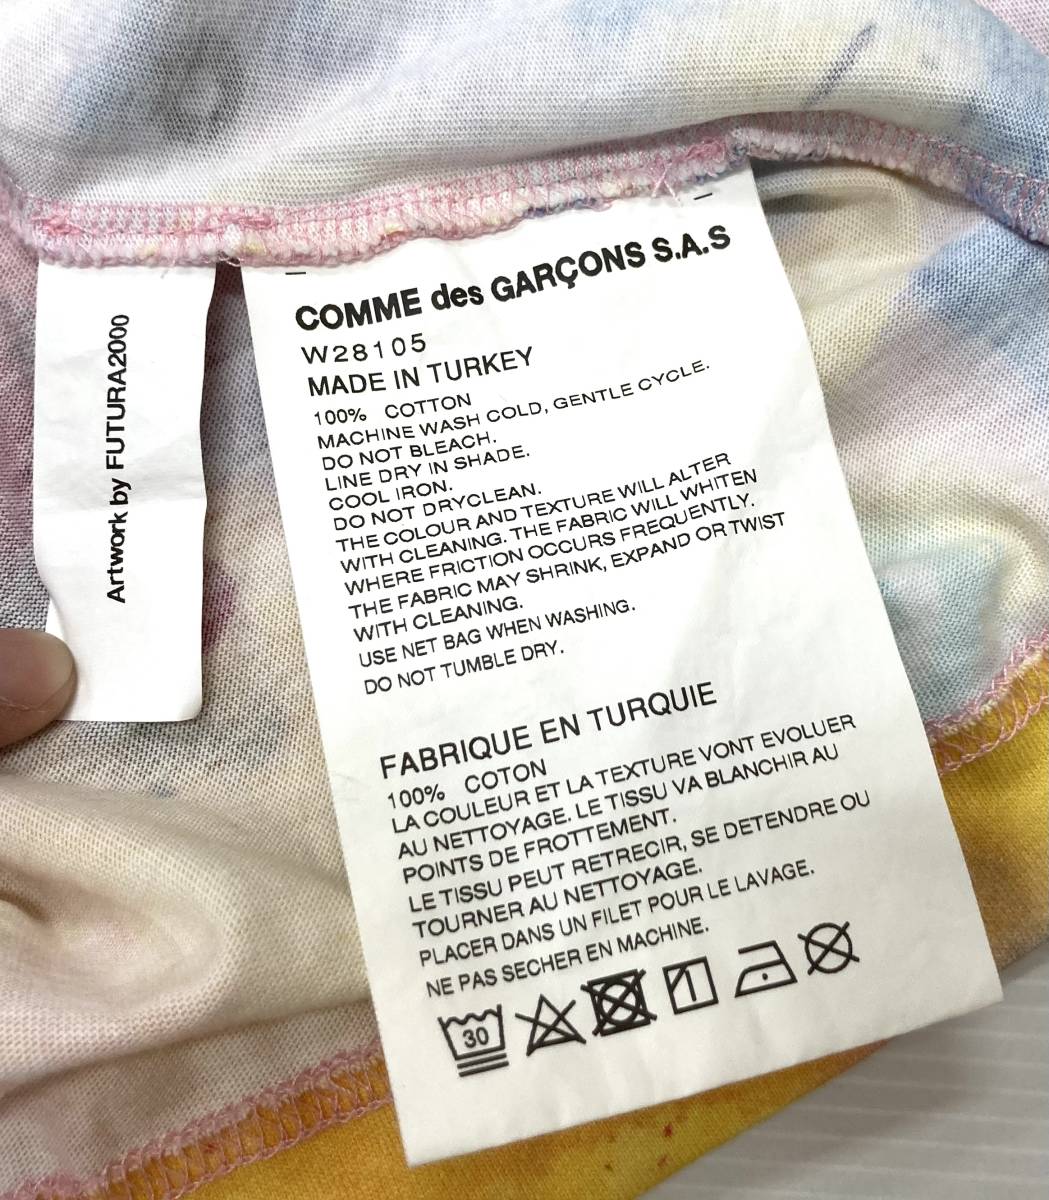 Artwork by FUTURA2000
COMME des GARÇONS S.A.S
W28105
MADE IN TURKEY
100% COTTON
MACHINE WASH COLD, GENTLE CYCLE.
DO NOT BLEACH.
LINE DRY IN SHADE.
COOL IRON.
DO NOT DRYCLEAN.
THE COLOUR AND TEXTURE WILL ALTER
WITH CLEANING. THE FABRIC WILL WHITEN
WHERE FRICTION OCCURS FREQUENTLY.
THE FABRIC MAY SHRINK, EXPAND OR TWIST
WITH CLEANING.
USE NET BAG WHEN WASHING.
DO NOT TUMBLE DRY.
FABRIQUE EN TURQUIE
100% COTON
LA COULEUR ET LA TEXTURE VONT EVOLUER
AU NETTOYAGE. LE TISSU VA BLANCHIR AU
POINTS DE FROTTEMENT.
LE TISSU PEUT RETRECIR, SE DETENDRE OU
TOURNER AU NETTOYAGE.
PLACER DANS UN FILET POUR LE LAVAGE.
NE PAS SECHER EN MACHINE.
30